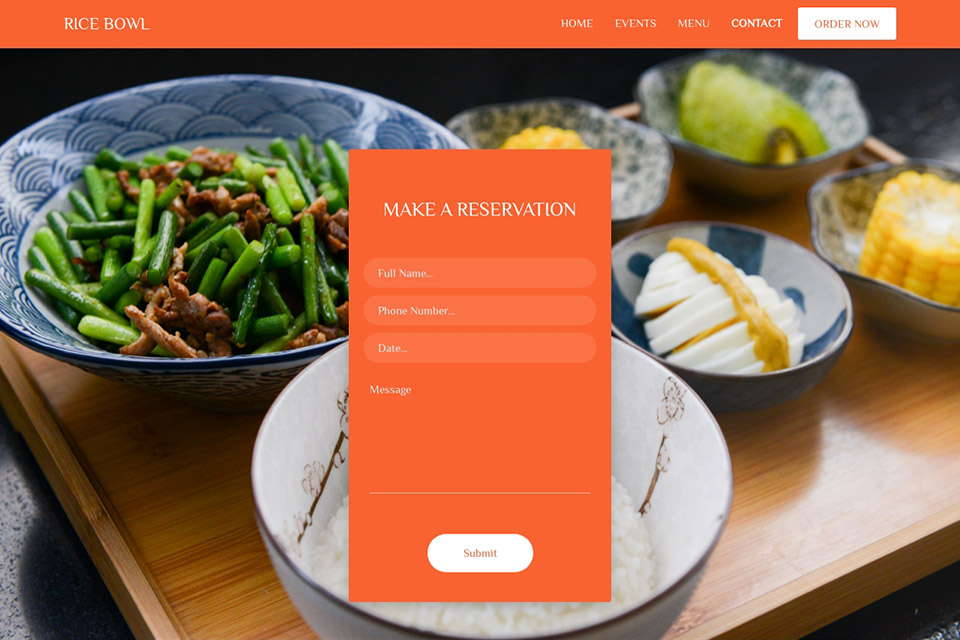 RICE BOWL
HOME EVENTS MENU CONTACT ORDER NOW
MAKE A RESERVATION
Full Name...
Phone Number...
Date...
Message
Submit